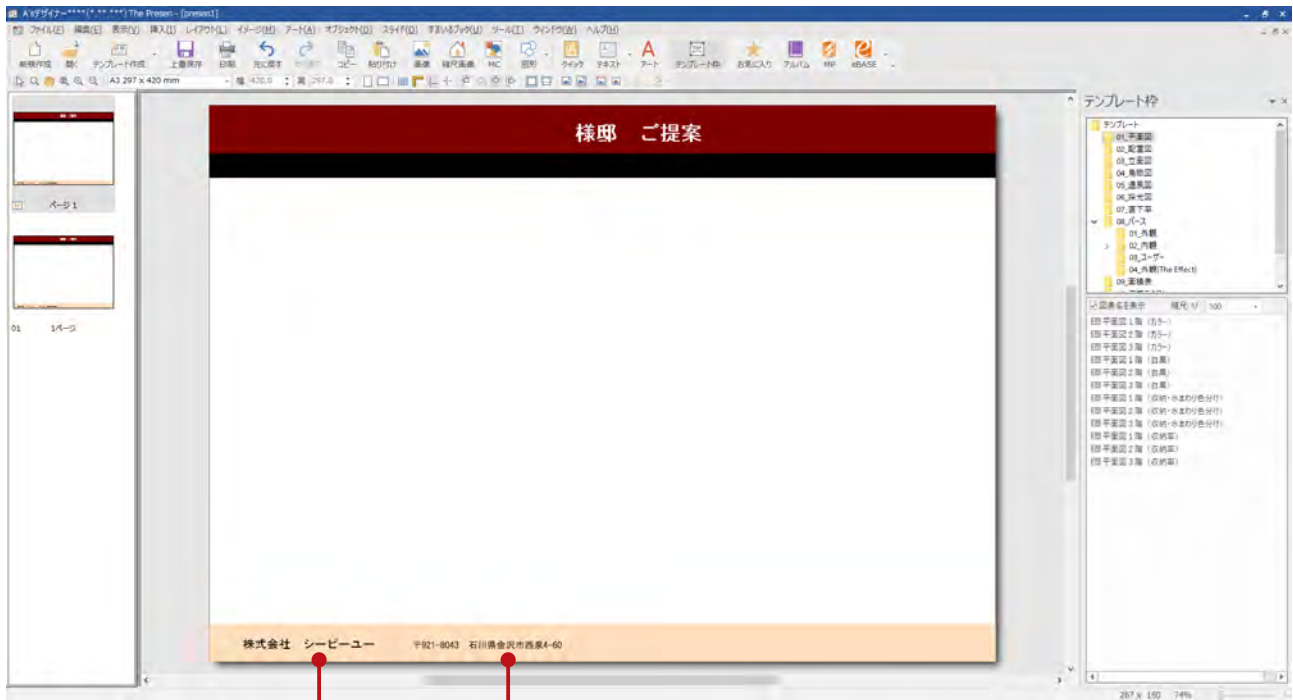 A'sデザイナー****(*.**.***) The Presen - [presen1]
ファイル(F) 編集(E) 表示(V) 挿入(I) レイアウト(L) イメージ(M) アート(A) オブジェクト(O) スライド(D) すまいるブック(U) ツール(T) ウィンドウ(W) ヘルプ(H)
新規作成 開く テンプレート作成 上書保存 印刷 元に戻す コピー 貼り付け 画像 縮尺画像 MC 図形 クイック テキスト アート テンプレート枠 お気に入り アルバム MP eBASE
A3 297 x 420 mm 幅 420.0 高 297.0
ページ 1
01 1ページ
様邸 ご提案
株式会社 シーピーユー 〒921-8043 石川県金沢市西泉4-60
テンプレート枠
テンプレート
01_平面図
02_配置図
03_立面図
04_鳥瞰図
05_通風図
06_採光図
07_直下率
08_パース
01_外観
02_内観
03_ユーザー
04_外観(The Effect)
09_面積表
図表名を表示 縮尺 1/ 100
平面図1階（カラー）
平面図2階（カラー）
平面図3階（カラー）
平面図1階（白黒）
平面図2階（白黒）
平面図3階（白黒）
平面図1階（収納・水まわり色分け）
平面図2階（収納・水まわり色分け）
平面図3階（収納・水まわり色分け）
平面図1階（収納率）
平面図2階（収納率）
平面図3階（収納率）
267 x 180 74%